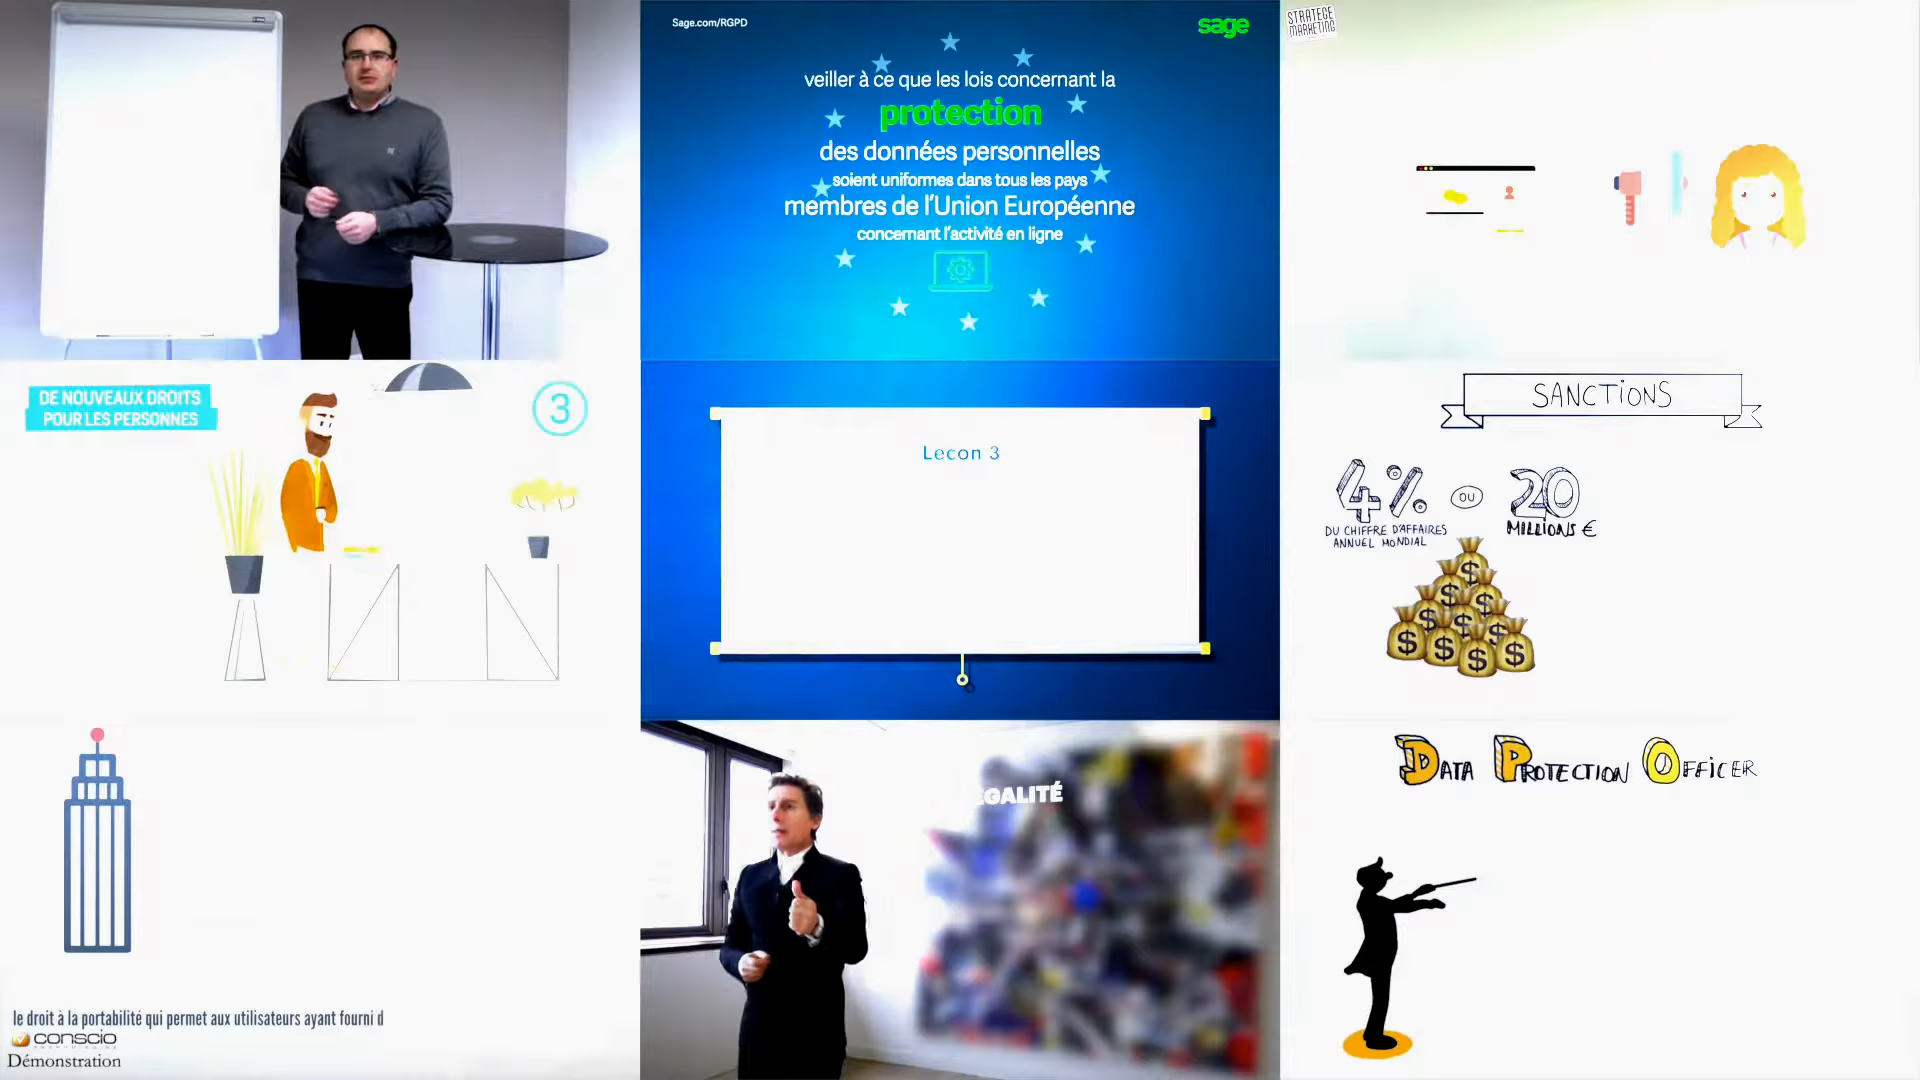 Sage.com/RGPD
sage
veiller à ce que les lois concernant la
protection
des données personnelles
soient uniformes dans tous les pays
membres de l'Union Européenne
concernant l'activité en ligne
STRATEGE
MARKETING
DE NOUVEAUX DROITS
POUR LES PERSONNES
3
Lecon 3
SANCTIONS
4% OU 20
DU CHIFFRE D'AFFAIRES
ANNUEL MONDIAL
MILLIONS €
le droit à la portabilité qui permet aux utilisateurs ayant fourni d
conscio
Démonstration
ÉGALITÉ
DATA PROTECTION OFFICER